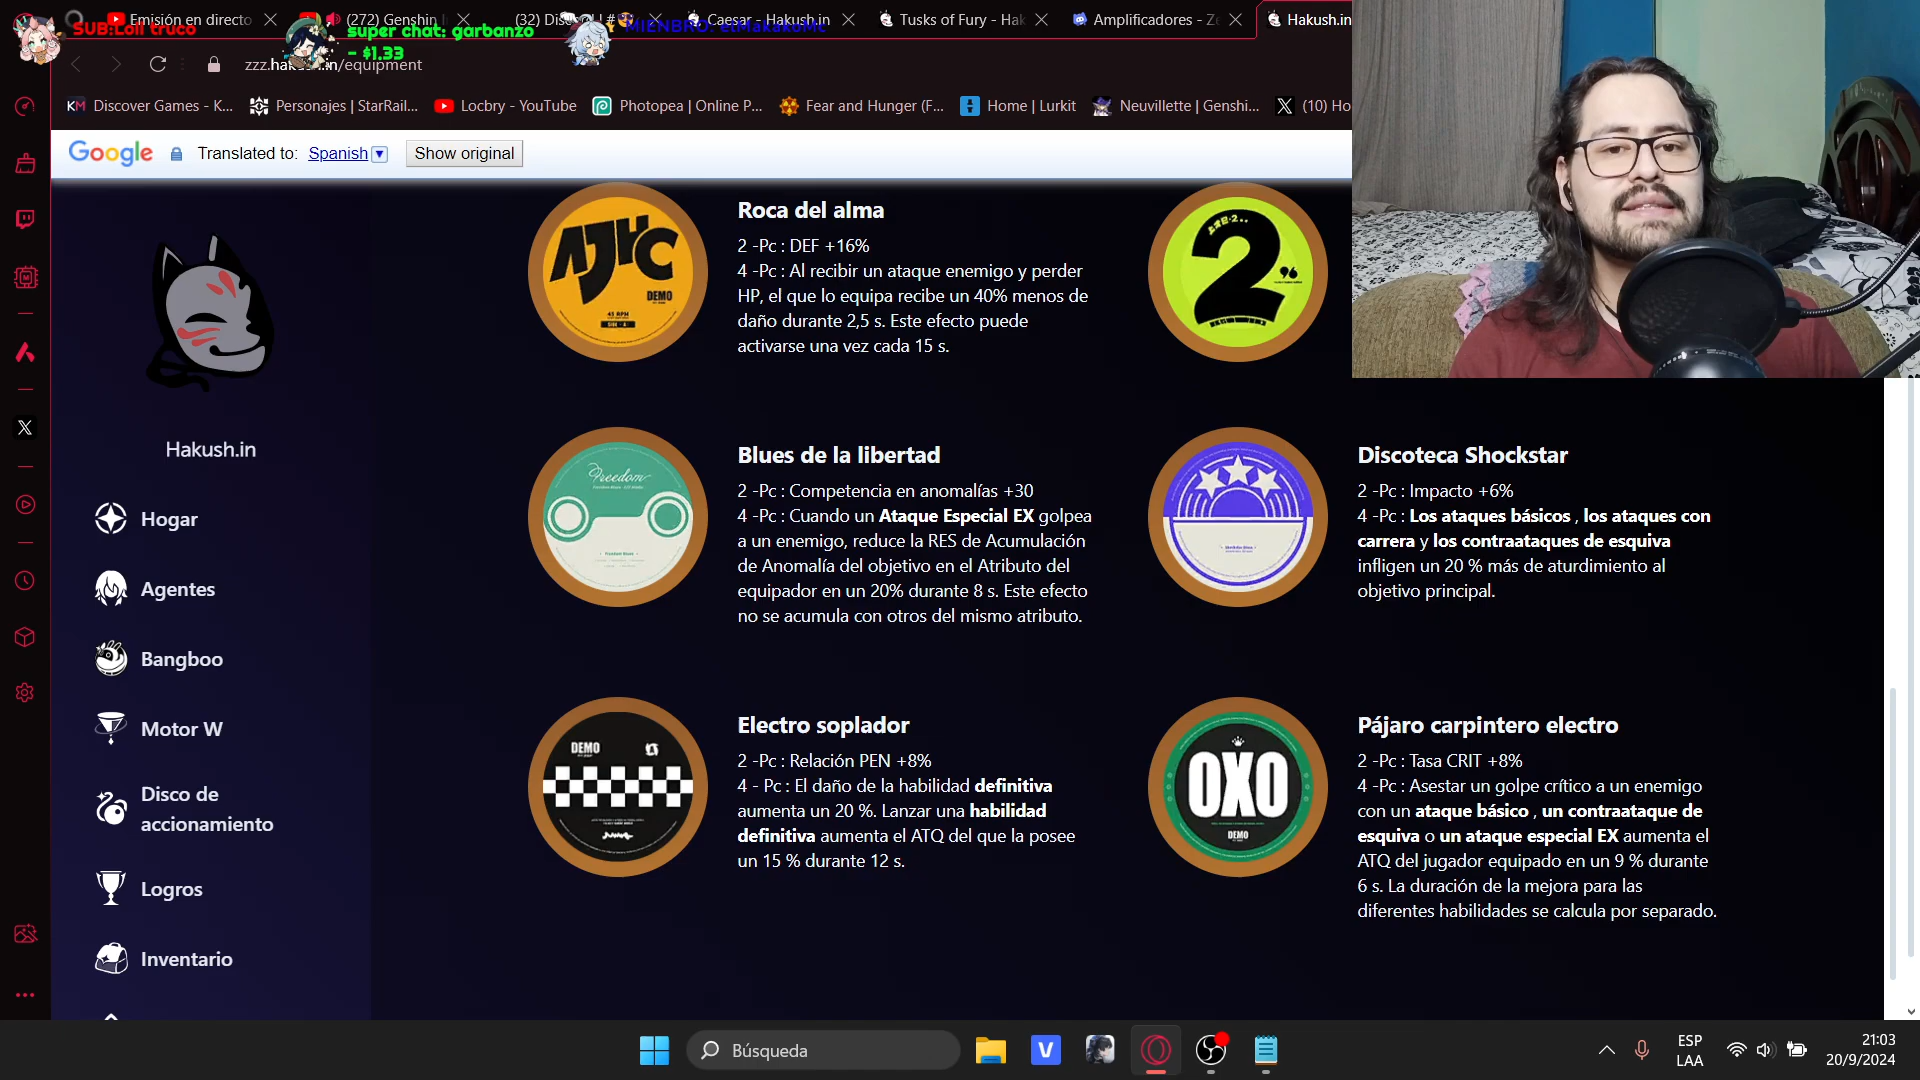 SUB:Loli truco
super chat: garbanzo
- $1.33
MIENBRO: elMakakoMc
Emisión en directo
(272) Genshin I
(32) Disc
Caesar - Hakush.in
Tusks of Fury - Hak
Amplificadores - Ze
Hakush.in
zzz.hakush.in/equipment
KM Discover Games - K...
Personajes | StarRail...
Locbry - YouTube
Photopea | Online P...
Fear and Hunger (F...
Home | Lurkit
Neuvillette | Genshi...
(10) Ho
Google
Translated to: Spanish
Show original
Hakush.in
Hogar
Agentes
Bangboo
Motor W
Disco de
accionamiento
Logros
Inventario
DEMO
45 RPM
SIDE - A
Roca del alma
2 -Pc : DEF +16%
4 -Pc : Al recibir un ataque enemigo y perder
HP, el que lo equipa recibe un 40% menos de
daño durante 2,5 s. Este efecto puede
activarse una vez cada 15 s.
2
96
Freedom
Blues de la libertad
2 -Pc : Competencia en anomalías +30
4 -Pc : Cuando un Ataque Especial EX golpea
a un enemigo, reduce la RES de Acumulación
de Anomalía del objetivo en el Atributo del
equipador en un 20% durante 8 s. Este efecto
no se acumula con otros del mismo atributo.
Discoteca Shockstar
2 -Pc : Impacto +6%
4 -Pc : Los ataques básicos , los ataques con
carrera y los contraataques de esquiva
infligen un 20 % más de aturdimiento al
objetivo principal.
DEMO
Electro soplador
2 -Pc : Relación PEN +8%
4 - Pc : El daño de la habilidad definitiva
aumenta un 20 %. Lanzar una habilidad
definitiva aumenta el ATQ del que la posee
un 15 % durante 12 s.
OXO
DEMO
Pájaro carpintero electro
2 -Pc : Tasa CRIT +8%
4 -Pc : Asestar un golpe crítico a un enemigo
con un ataque básico , un contraataque de
esquiva o un ataque especial EX aumenta el
ATQ del jugador equipado en un 9 % durante
6 s. La duración de la mejora para las
diferentes habilidades se calcula por separado.
Búsqueda
V
ESP
LAA
21:03
20/9/2024